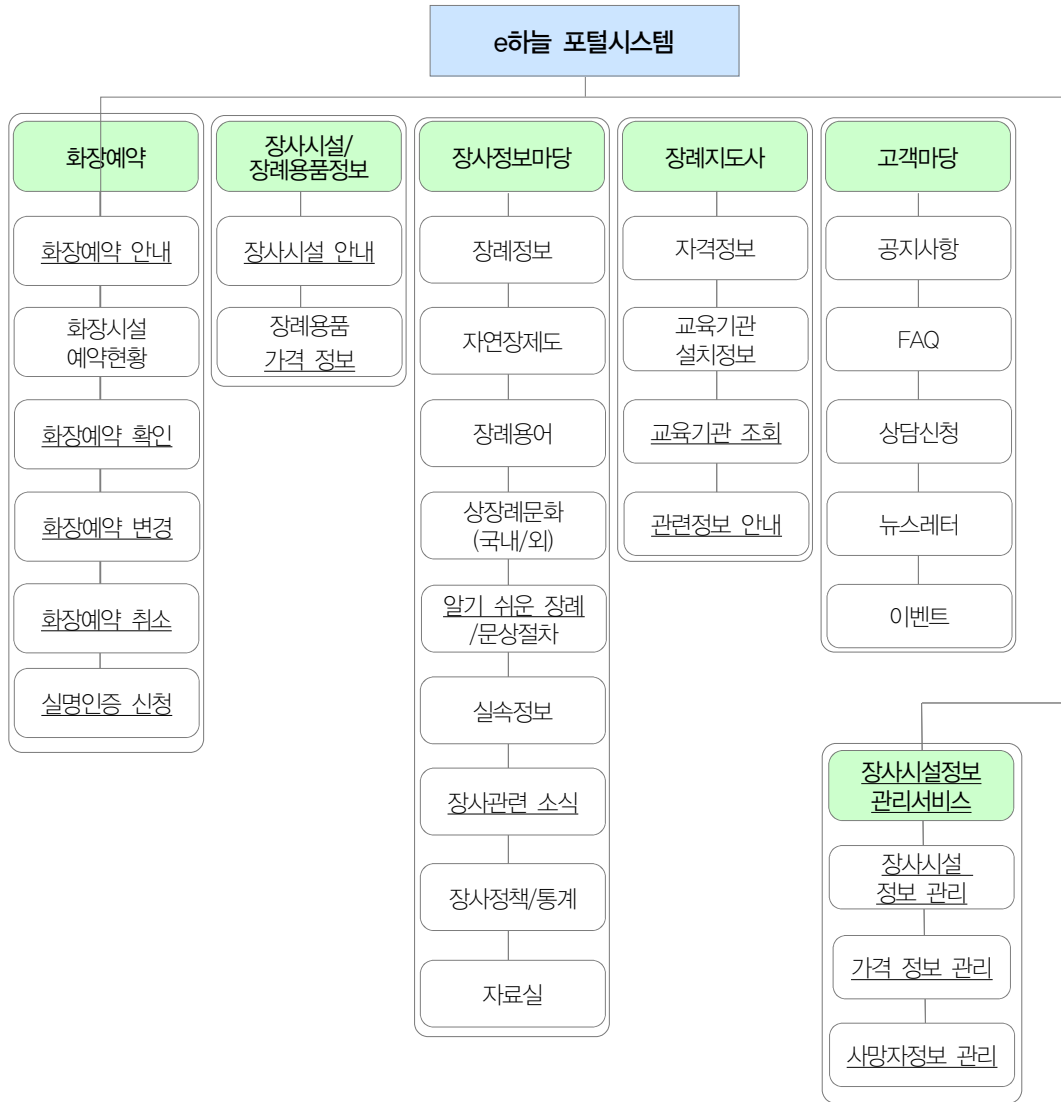 e하늘 포털시스템
화장예약
화장예약 안내
화장시설
예약현황
화장예약 확인
화장예약 변경
화장예약 취소
실명인증 신청
장사시설/
장례용품정보
장사시설 안내
장례용품
가격 정보
장사정보마당
장례정보
자연장제도
장례용어
상장례문화
(국내/외)
알기 쉬운 장례
/문상절차
실속정보
장사관련 소식
장사정책/통계
자료실
장례지도사
자격정보
교육기관
설치정보
교육기관 조회
관련정보 안내
고객마당
공지사항
FAQ
상담신청
뉴스레터
이벤트
장사시설정보
관리서비스
장사시설
정보 관리
가격 정보 관리
사망자정보 관리